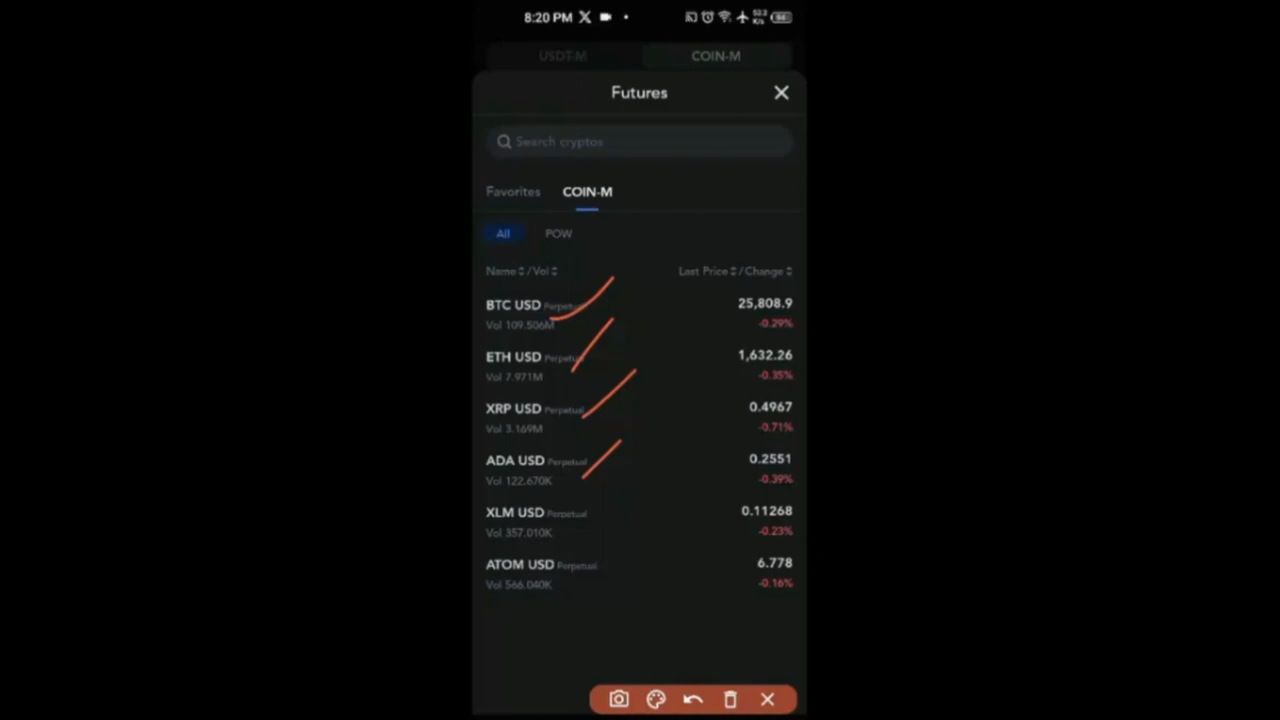 8:20 PM
53.3 K/s
USDT-M COIN-M
Futures
Search cryptos
Favorites COIN-M
All POW
Name / Vol Last Price / Change
BTC USD Perpetual 25,808.9
Vol 109.506M -0.29%
ETH USD Perpetual 1,632.26
Vol 7.971M -0.35%
XRP USD Perpetual 0.4967
Vol 3.169M -0.71%
ADA USD Perpetual 0.2551
Vol 122.670K -0.39%
XLM USD Perpetual 0.11268
Vol 357.010K -0.23%
ATOM USD Perpetual 6.778
Vol 566.040K -0.16%